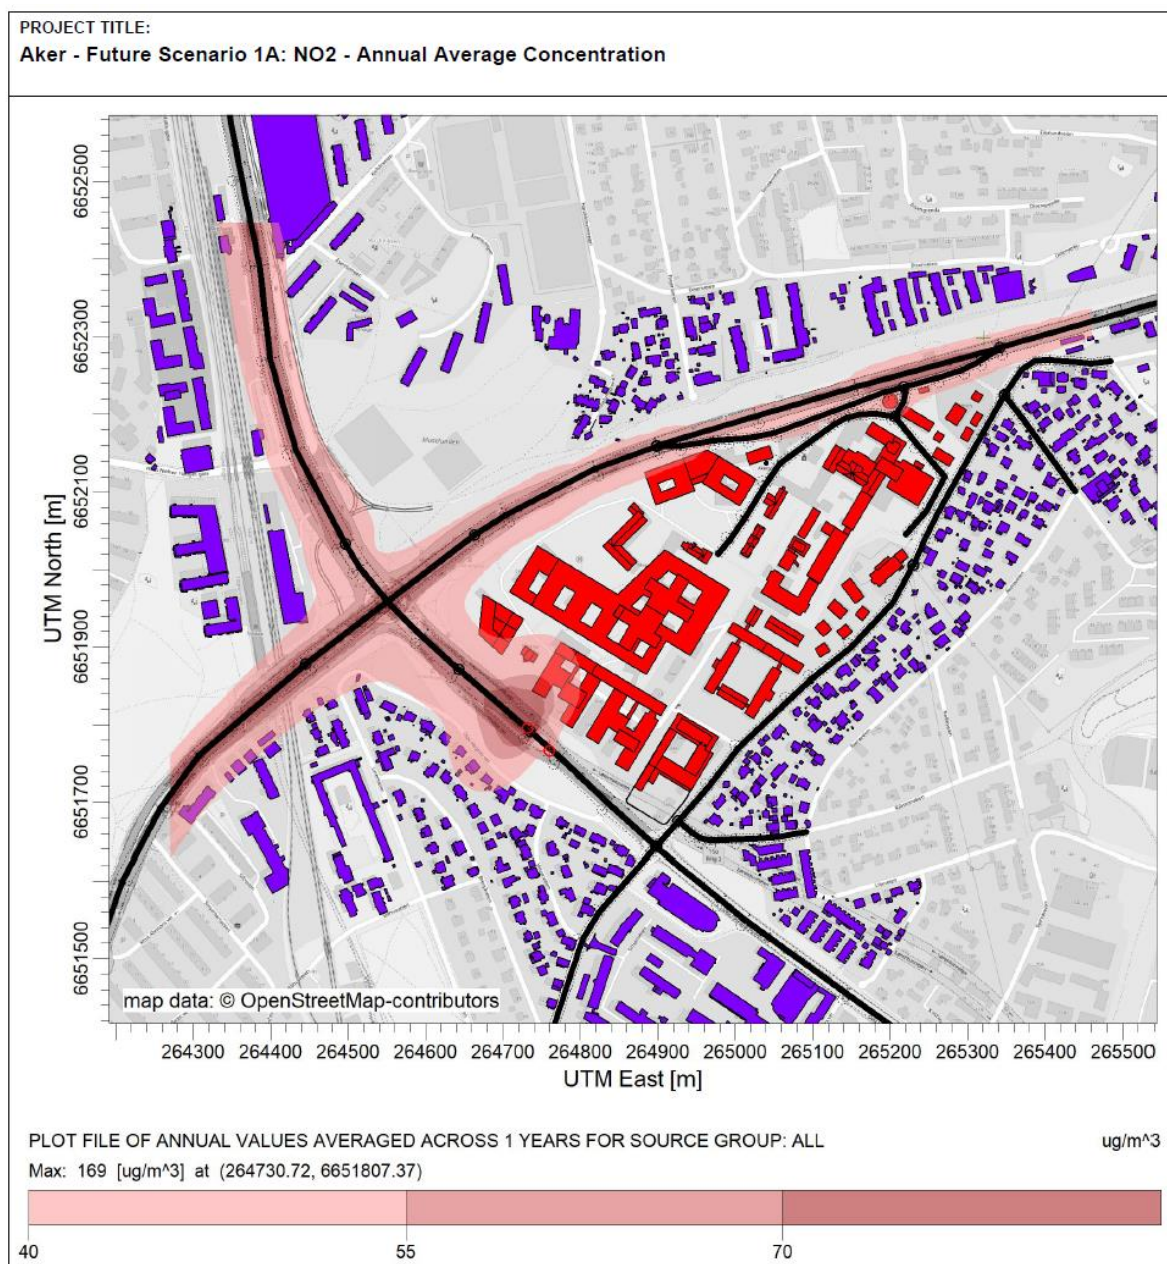 PROJECT TITLE:
Aker - Future Scenario 1A: NO2 - Annual Average Concentration
UTM North [m]
6652500
6652300
6652100
6651900
6651700
6651500
map data: © OpenStreetMap-contributors
264300 264400 264500 264600 264700 264800 264900 265000 265100 265200 265300 265400 265500
UTM East [m]
PLOT FILE OF ANNUAL VALUES AVERAGED ACROSS 1 YEARS FOR SOURCE GROUP: ALL
ug/m^3
Max: 169 [ug/m^3] at (264730.72, 6651807.37)
40 55 70